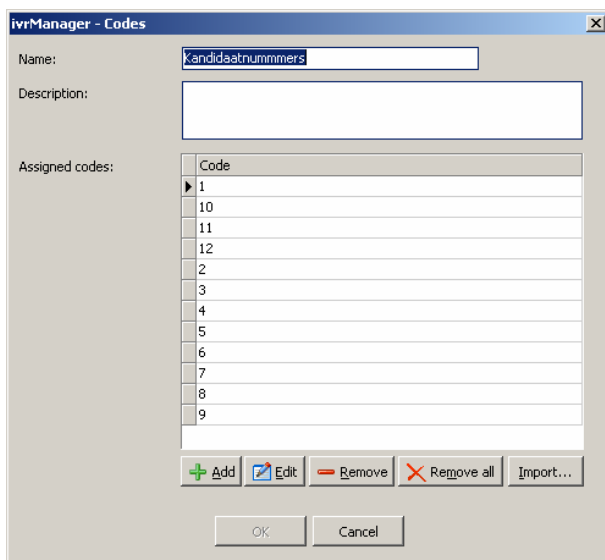 ivrManager - Codes
Name: Kandidaatnummmers
Description:
Assigned codes: Code
1
10
11
12
2
3
4
5
6
7
8
9
Add Edit Remove Remove all Import...
OK Cancel